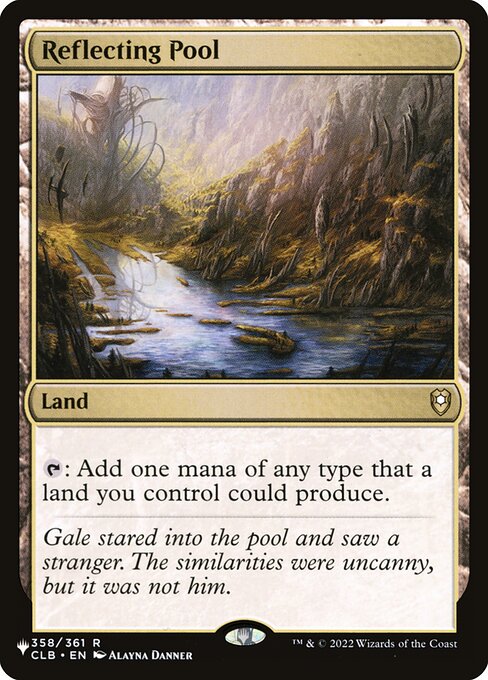 Reflecting Pool
Land
: Add one mana of any type that a
land you control could produce.
Gale stared into the pool and saw a
stranger. The similarities were uncanny,
but it was not him.
358/361 R
CLB • EN ALAYNA DANNER
™ & © 2022 Wizards of the Coast